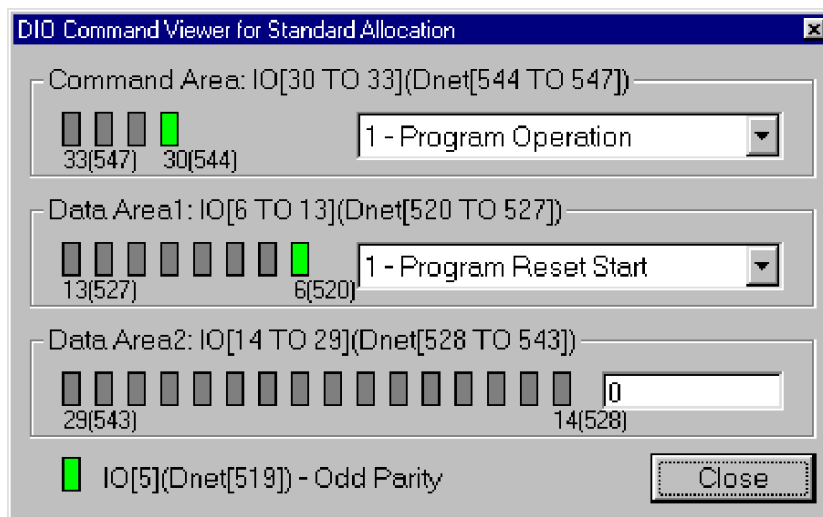 DIO Command Viewer for Standard Allocation
Command Area: IO[30 TO 33](Dnet[544 TO 547])
33(547) 30(544)
1 - Program Operation
Data Area1: IO[6 TO 13](Dnet[520 TO 527])
13(527) 6(520)
1 - Program Reset Start
Data Area2: IO[14 TO 29](Dnet[528 TO 543])
0
29(543) 14(528)
IO[5](Dnet[519]) - Odd Parity
Close